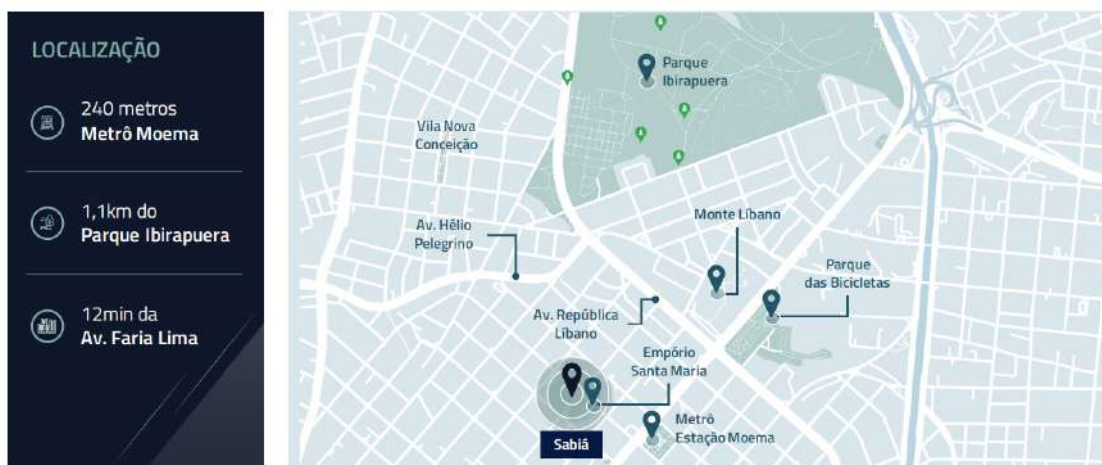 LOCALIZAÇÃO
240 metros
Metrô Moema
1,1km do
Parque Ibirapuera
12min da
Av. Faria Lima
Parque
Ibirapuera
Vila Nova
Conceição
Av. Hélio
Pelegrino
Monte Líbano
Parque
das Bicicletas
Av. República
Líbano
Empório
Santa Maria
Metrô
Estação Moema
Sabiá